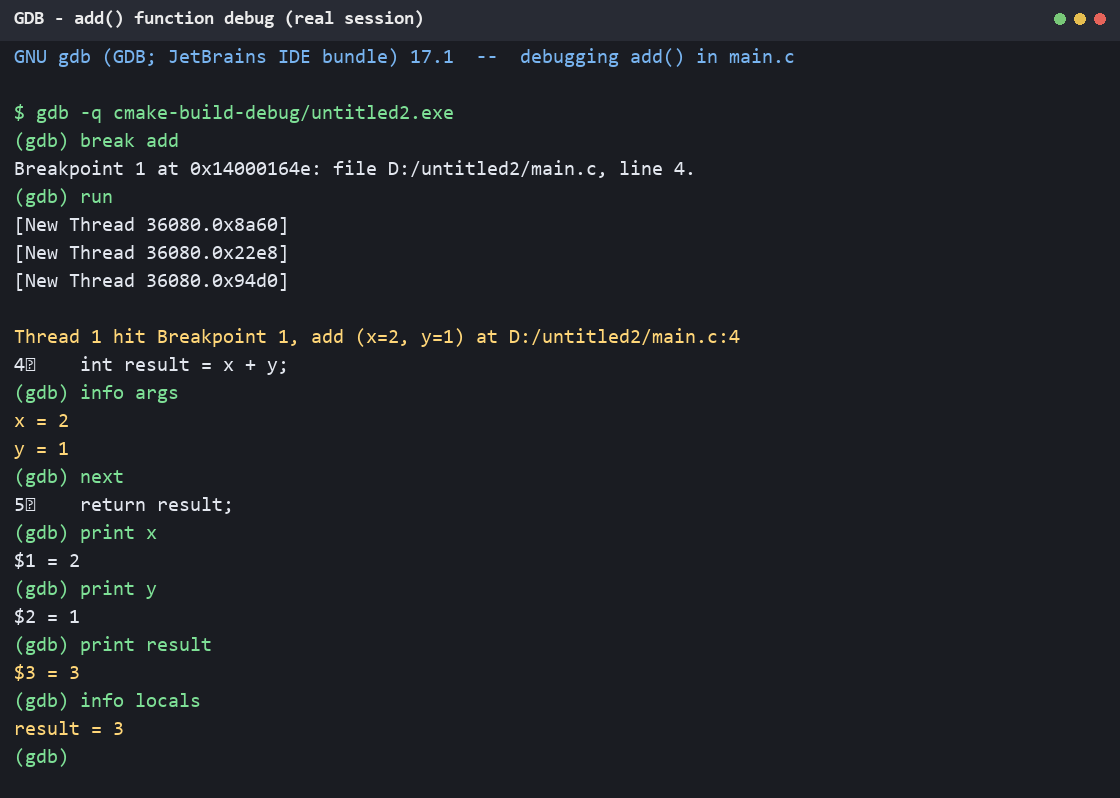 GDB - add() function debug (real session)
GNU gdb (GDB; JetBrains IDE bundle) 17.1  --  debugging add() in main.c
$ gdb -q cmake-build-debug/untitled2.exe
(gdb) break add
Breakpoint 1 at 0x14000164e: file D:/untitled2/main.c, line 4.
(gdb) run
[New Thread 36080.0x8a60]
[New Thread 36080.0x22e8]
[New Thread 36080.0x94d0]
Thread 1 hit Breakpoint 1, add (x=2, y=1) at D:/untitled2/main.c:4
4    int result = x + y;
(gdb) info args
x = 2
y = 1
(gdb) next
5    return result;
(gdb) print x
$1 = 2
(gdb) print y
$2 = 1
(gdb) print result
$3 = 3
(gdb) info locals
result = 3
(gdb)